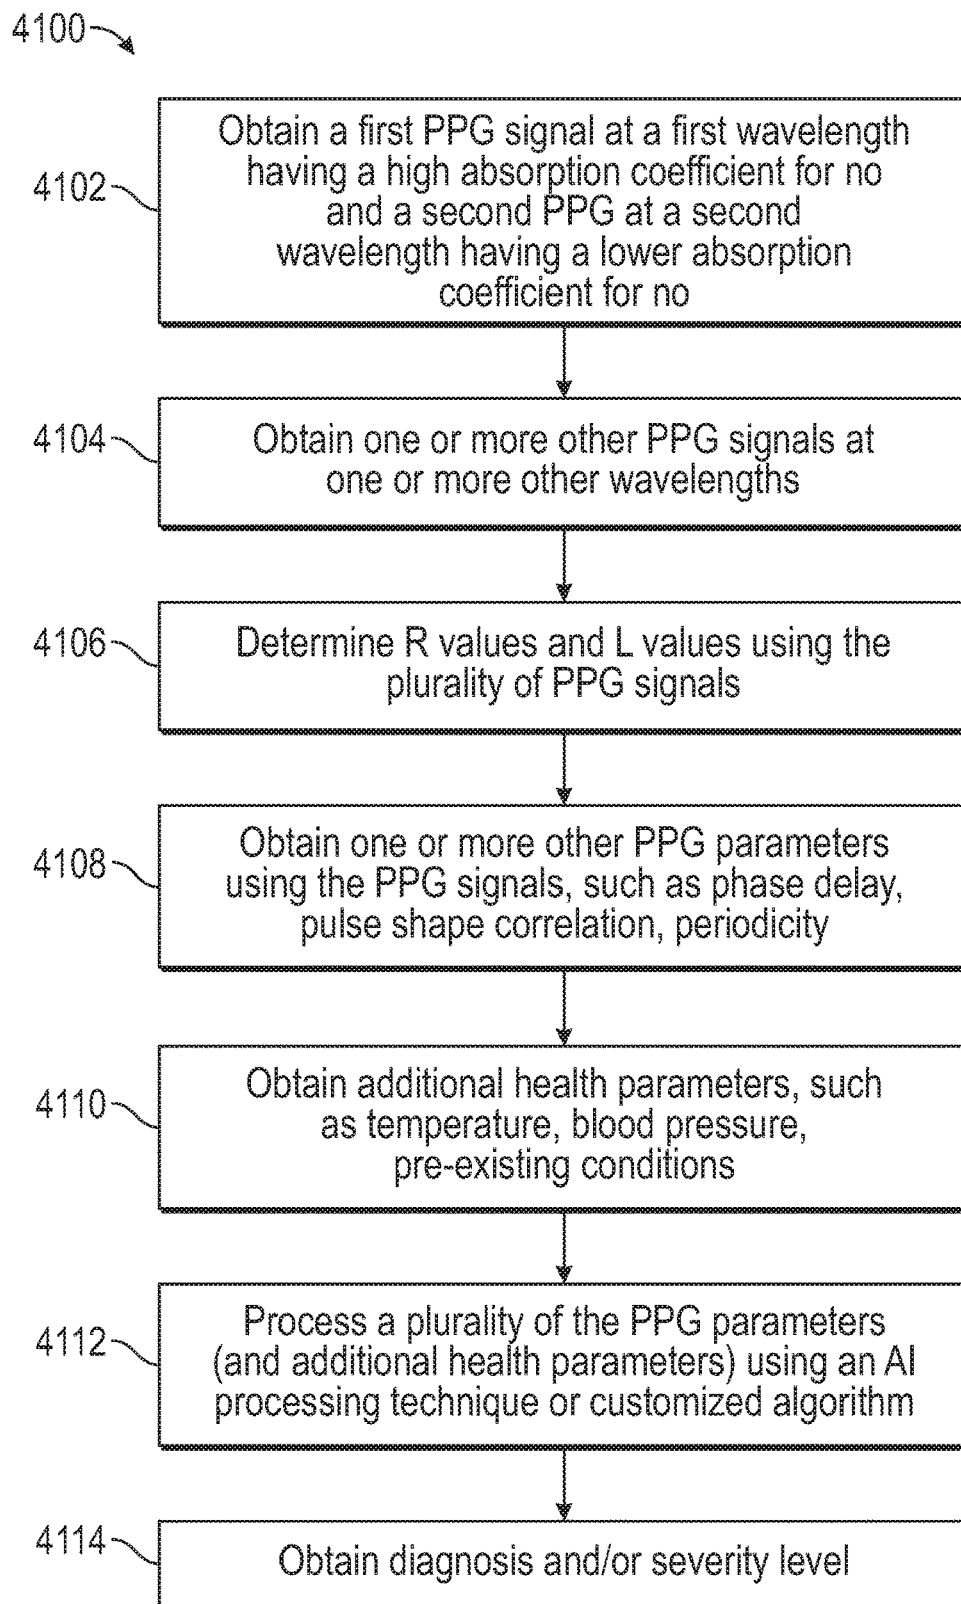 4100
4102
Obtain a first PPG signal at a first wavelength
having a high absorption coefficient for no
and a second PPG at a second
wavelength having a lower absorption
coefficient for no
4104
Obtain one or more other PPG signals at
one or more other wavelengths
4106
Determine R values and L values using the
plurality of PPG signals
4108
Obtain one or more other PPG parameters
using the PPG signals, such as phase delay,
pulse shape correlation, periodicity
4110
Obtain additional health parameters, such
as temperature, blood pressure,
pre-existing conditions
4112
Process a plurality of the PPG parameters
(and additional health parameters) using an AI
processing technique or customized algorithm
4114
Obtain diagnosis and/or severity level